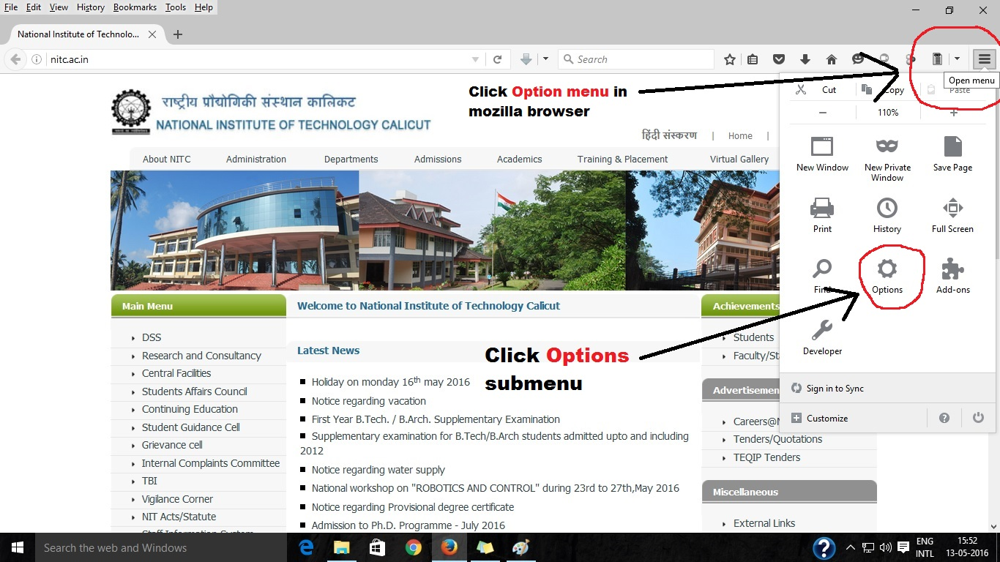 File Edit View History Bookmarks Tools Help
National Institute of Technolo...
nitc.ac.in
Search
Open menu
Click Option menu in
mozilla browser
Cut Copy Paste
110%
राष्ट्रीय प्रौद्योगिकी संस्थान कालिकट
NATIONAL INSTITUTE OF TECHNOLOGY CALICUT
हिंदी संस्करण | Home |
About NITC Administration Departments Admissions Academics Training & Placement Virtual Gallery
New Window New Private Save Page
Window
Print History Full Screen
Find Options Add-ons
Developer
Sign in to Sync
Customize
Main Menu
DSS
Research and Consultancy
Central Facilities
Students Affairs Council
Continuing Education
Student Guidance Cell
Grievance cell
Internal Complaints Committee
TBI
Vigilance Corner
NIT Acts/Statute
Staff Information System
Welcome to National Institute of Technology Calicut
Latest News
Click Options
submenu
Holiday on monday 16th may 2016
Notice regarding vacation
First Year B.Tech. / B.Arch. Supplementary Examination
Supplementary examination for B.Tech/B.Arch students admitted upto and including
2012
Notice regarding water supply
National workshop on "ROBOTICS AND CONTROL" during 23rd to 27th,May 2016
Notice regarding Provisional degree certificate
Admission to Ph.D. Programme - July 2016
Achievements
Students
Faculty/Sta
Advertisemen
Careers@N
Tenders/Quotations
TEQIP Tenders
Miscellaneous
External Links
Search the web and Windows
ENG
INTL
15:52
13-05-2016